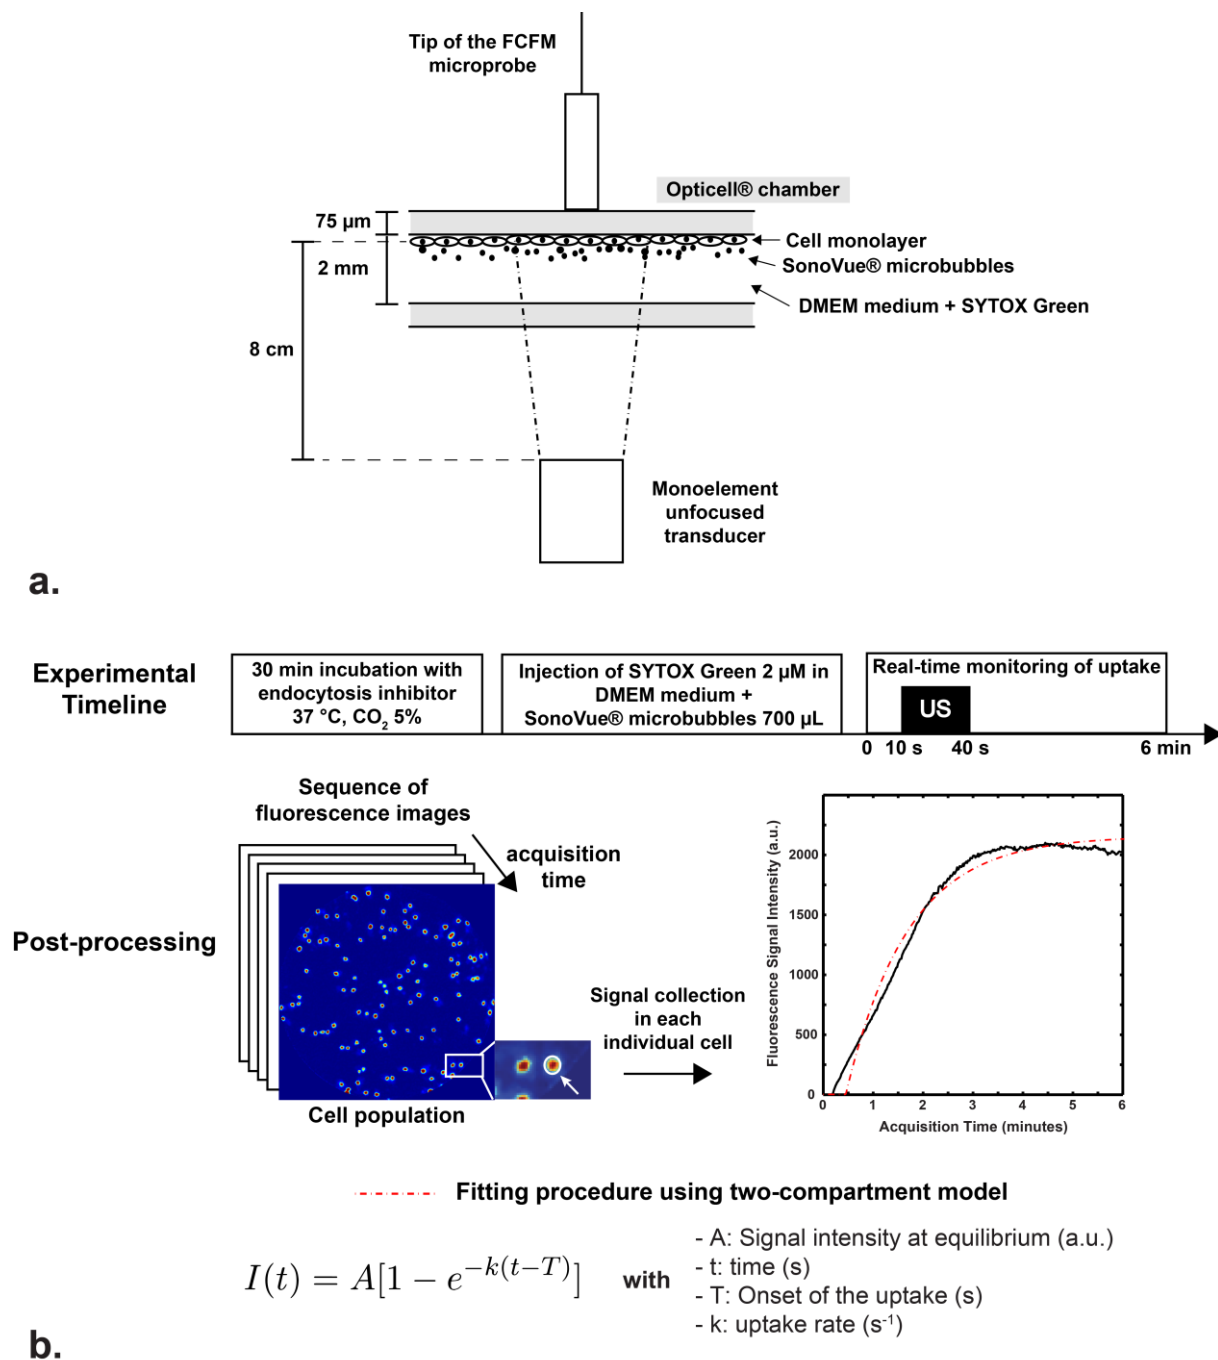 Tip of the FCFM
microprobe
Opticell® chamber
75 µm
Cell monolayer
2 mm
SonoVue® microbubbles
DMEM medium + SYTOX Green
8 cm
Monoelement
unfocused
transducer
a.
Experimental
Timeline
30 min incubation with
endocytosis inhibitor
37 °C, CO₂ 5%
Injection of SYTOX Green 2 µM in
DMEM medium +
SonoVue® microbubbles 700 µL
Real-time monitoring of uptake
US
0 10 s 40 s 6 min
Post-processing
Sequence of
fluorescence images
acquisition
time
Cell population
Signal collection
in each
individual cell
Fluorescence Signal Intensity (a.u.)
2000
1500
1000
500
0
0 1 2 3 4 5 6
Acquisition Time (minutes)
Fitting procedure using two-compartment model
I(t) = A[1 − e^{−k(t−T)}]
with
- A: Signal intensity at equilibrium (a.u.)
- t: time (s)
- T: Onset of the uptake (s)
- k: uptake rate (s⁻¹)
b.